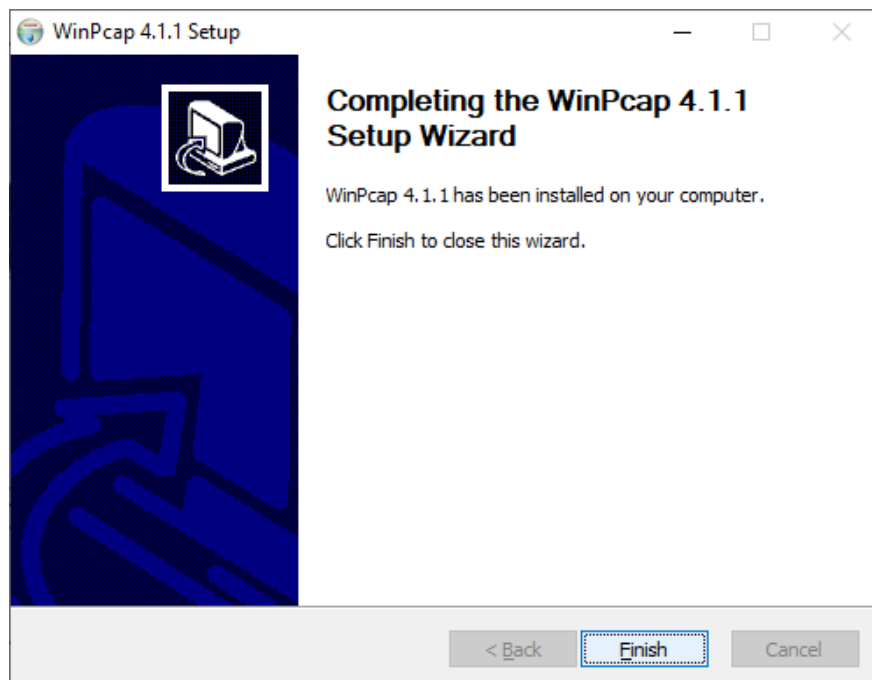 WinPcap 4.1.1 Setup
Completing the WinPcap 4.1.1
Setup Wizard
WinPcap 4.1.1 has been installed on your computer.
Click Finish to close this wizard.
< Back Finish Cancel